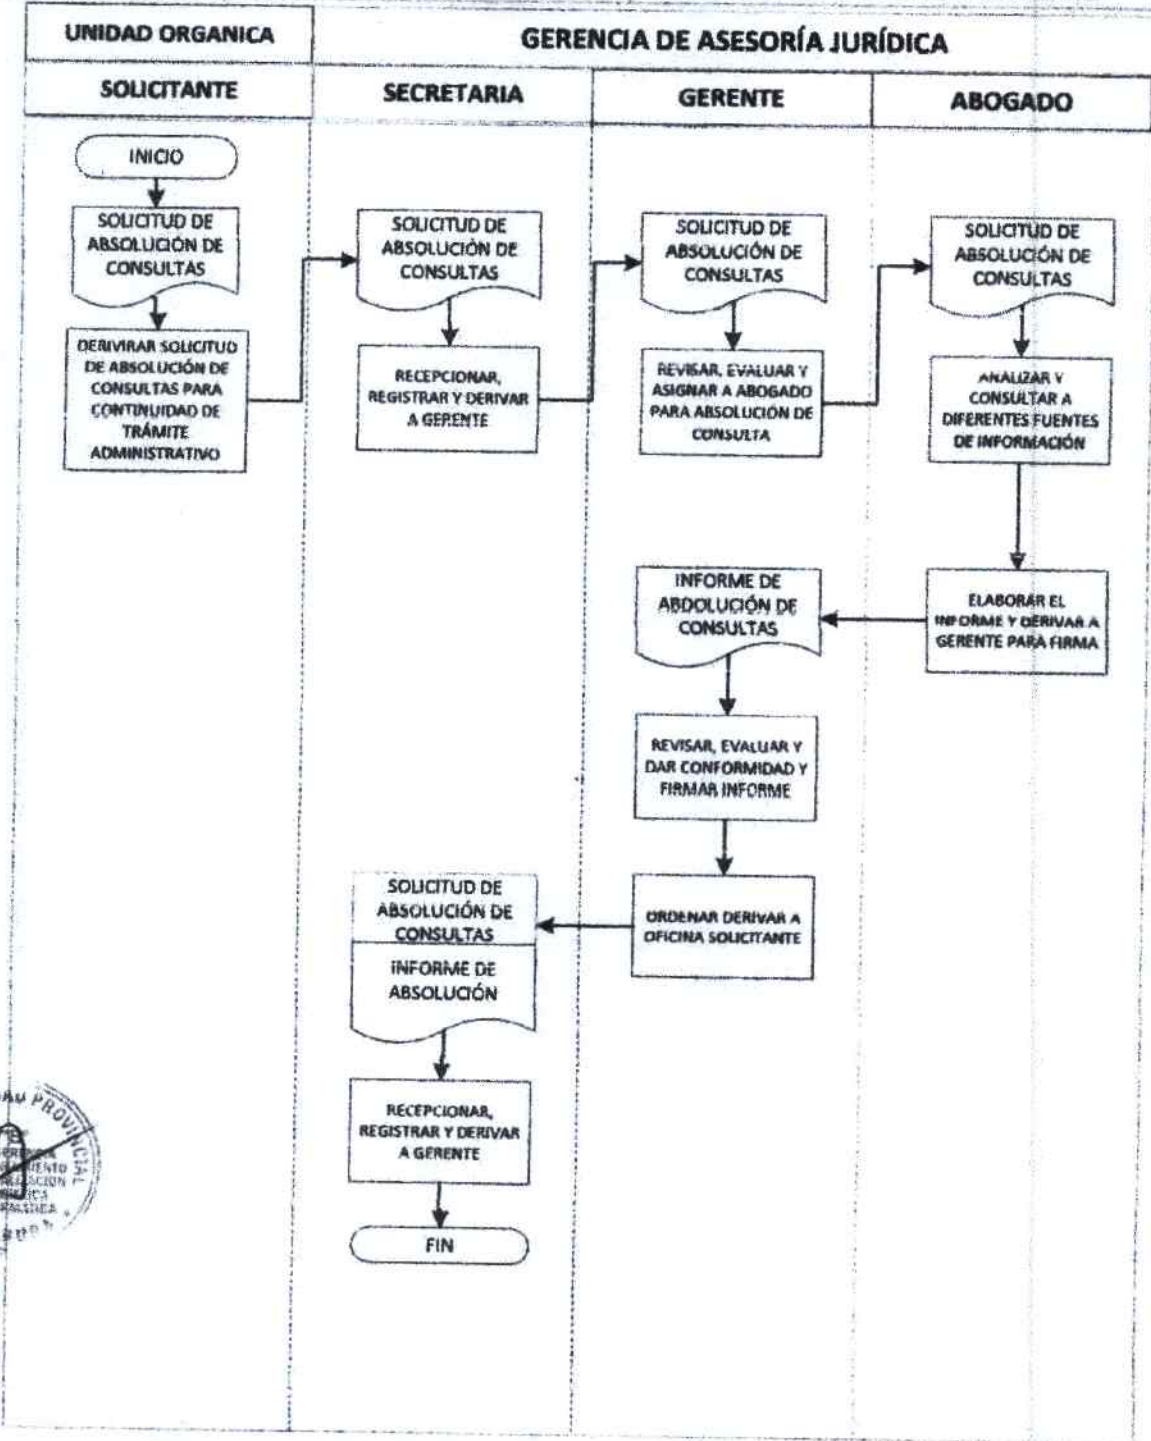 UNIDAD ORGANICA
GERENCIA DE ASESORÍA JURÍDICA
SOLICITANTE
SECRETARIA
GERENTE
ABOGADO
INICIO
SOLICITUD DE
ABSOLUCIÓN DE
CONSULTAS
DERIVIRAR SOLICITUD
DE ABSOLUCIÓN DE
CONSULTAS PARA
CONTINUIDAD DE
TRÁMITE
ADMINISTRATIVO
SOLICITUD DE
ABSOLUCIÓN DE
CONSULTAS
RECEPCIONAR,
REGISTRAR Y DERIVAR
A GERENTE
SOLICITUD DE
ABSOLUCIÓN DE
CONSULTAS
REVISAR, EVALUAR Y
ASIGNAR A ABOGADO
PARA ABSOLUCIÓN DE
CONSULTA
SOLICITUD DE
ABSOLUCIÓN DE
CONSULTAS
ANALIZAR Y
CONSULTAR A
DIFERENTES FUENTES
DE INFORMACIÓN
ELABORAR EL
INFORME Y DERIVAR A
GERENTE PARA FIRMA
INFORME DE
ABDOLUCIÓN DE
CONSULTAS
REVISAR, EVALUAR Y
DAR CONFORMIDAD Y
FIRMAR INFORME
ORDENAR DERIVAR A
OFICINA SOLICITANTE
SOLICITUD DE
ABSOLUCIÓN DE
CONSULTAS
INFORME DE
ABSOLUCIÓN
RECEPCIONAR,
REGISTRAR Y DERIVAR
A GERENTE
FIN
PROVINCIAL